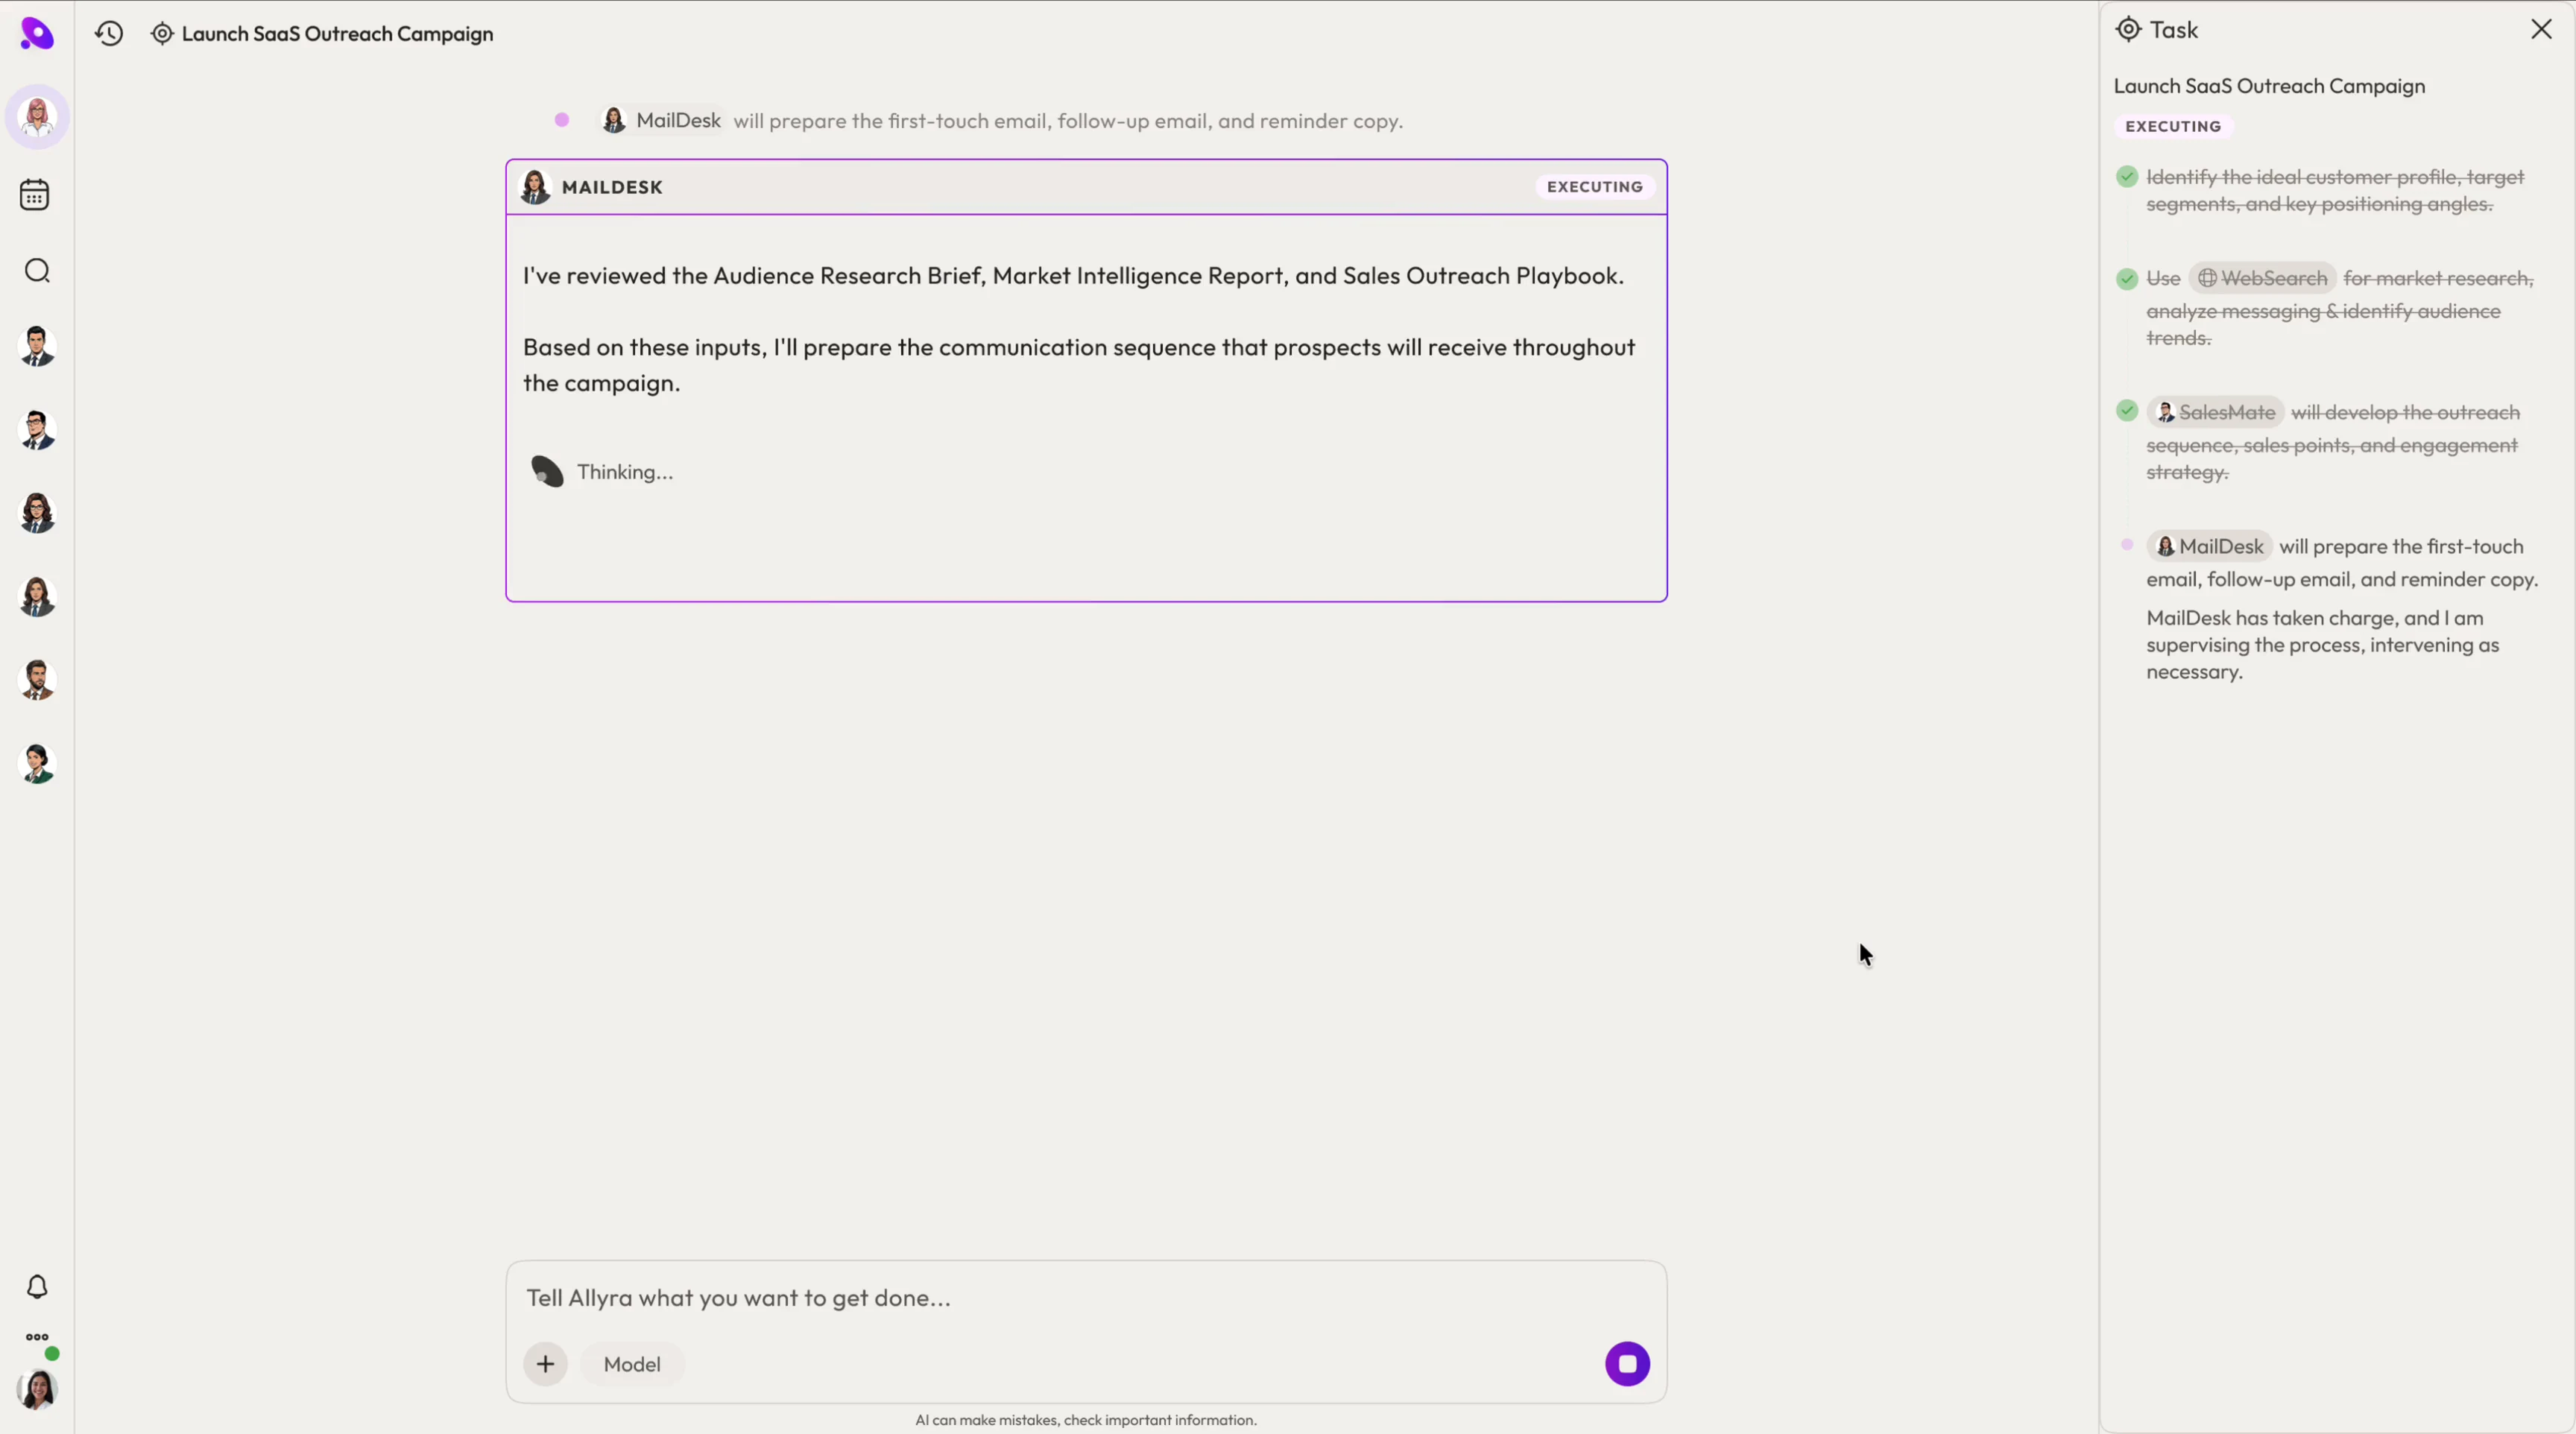 Launch SaaS Outreach Campaign
MailDesk will prepare the first-touch email, follow-up email, and reminder copy.
MAILDESK
EXECUTING
I've reviewed the Audience Research Brief, Market Intelligence Report, and Sales Outreach Playbook.
Based on these inputs, I'll prepare the communication sequence that prospects will receive throughout
the campaign.
Thinking...
Tell Allyra what you want to get done...
Model
AI can make mistakes, check important information.
Task
Launch SaaS Outreach Campaign
EXECUTING
Identify the ideal customer profile, target
segments, and key positioning angles.
Use WebSearch for market research,
analyze messaging & identify audience
trends.
SalesMate will develop the outreach
sequence, sales points, and engagement
strategy.
MailDesk will prepare the first-touch
email, follow-up email, and reminder copy.
MailDesk has taken charge, and I am
supervising the process, intervening as
necessary.